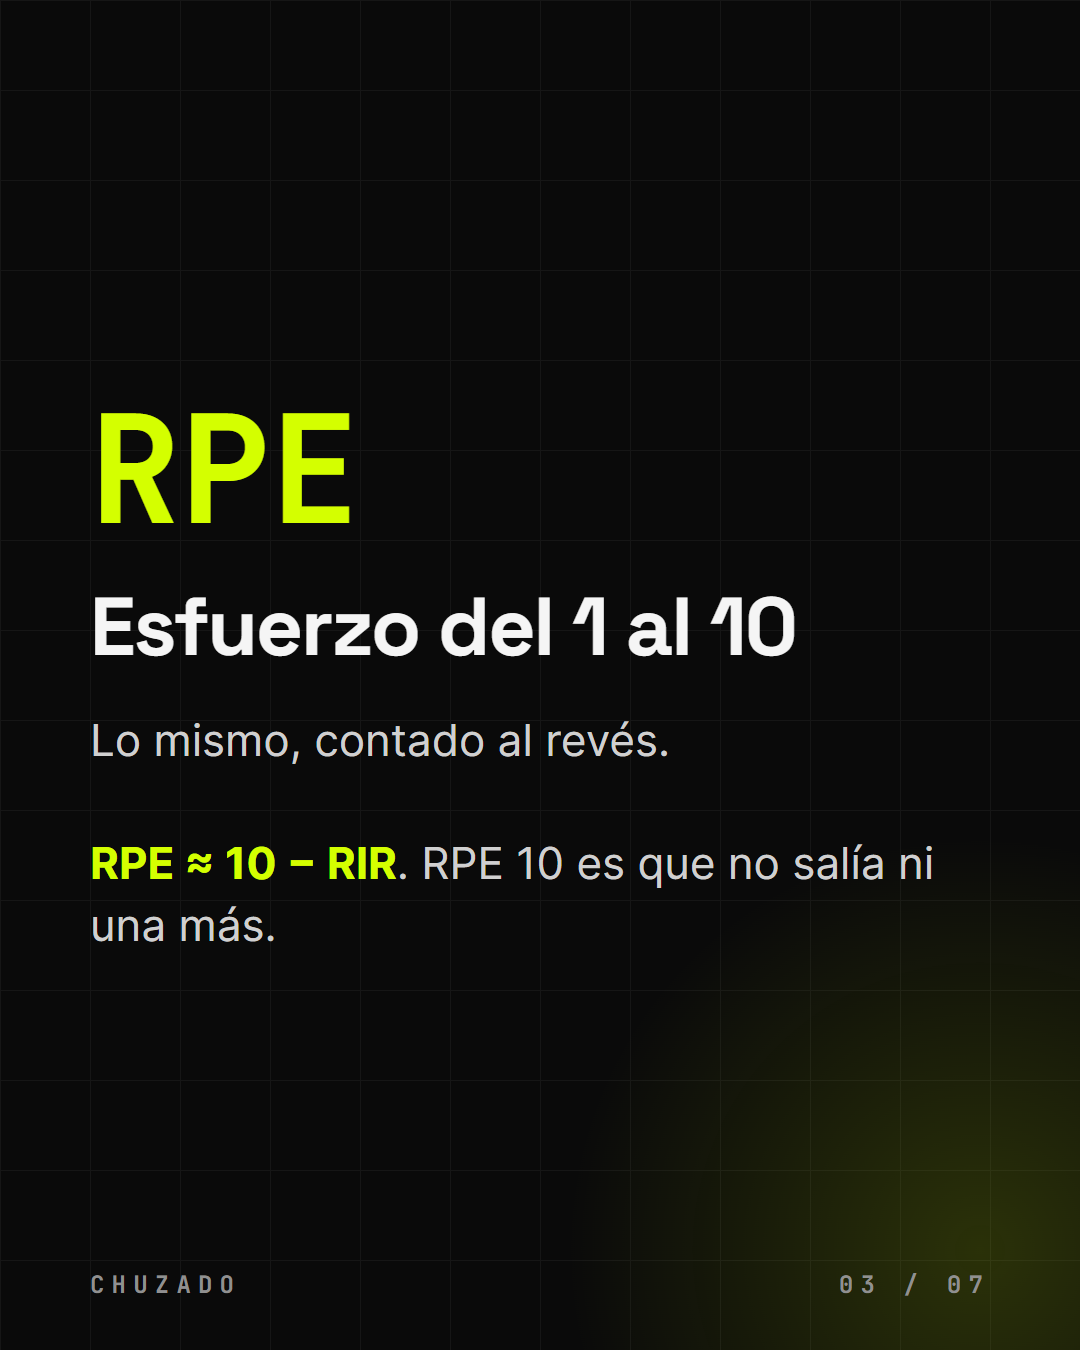 RPE
Esfuerzo del 1 al 10
Lo mismo, contado al revés.
RPE ≈ 10 − RIR. RPE 10 es que no salía ni
una más.
CHUZADO
03 / 07